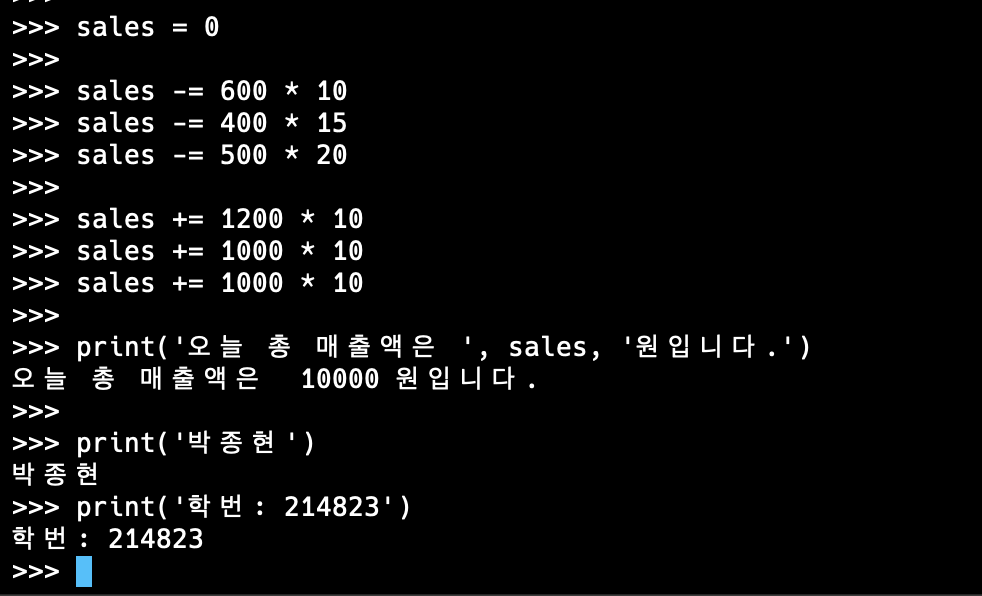 >>> sales = 0
>>>
>>> sales -= 600 * 10
>>> sales -= 400 * 15
>>> sales -= 500 * 20
>>>
>>> sales += 1200 * 10
>>> sales += 1000 * 10
>>> sales += 1000 * 10
>>>
>>> print('오늘 총 매출액은 ', sales, '원입니다.')
오늘 총 매출액은  10000 원입니다.
>>>
>>> print('박종현')
박종현
>>> print('학번: 214823')
학번: 214823
>>>